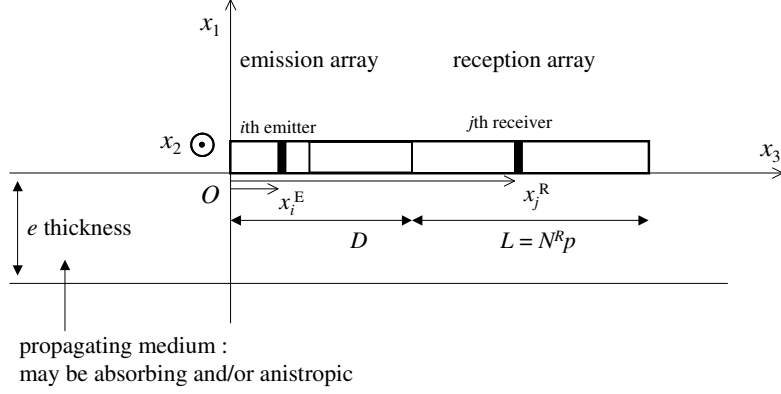 x₁
emission array reception array
ith emitter jth receiver
x₂ x₃
O xᵢᴱ xⱼᴿ
e thickness
D L = Nᴿp
propagating medium :
may be absorbing and/or anistropic